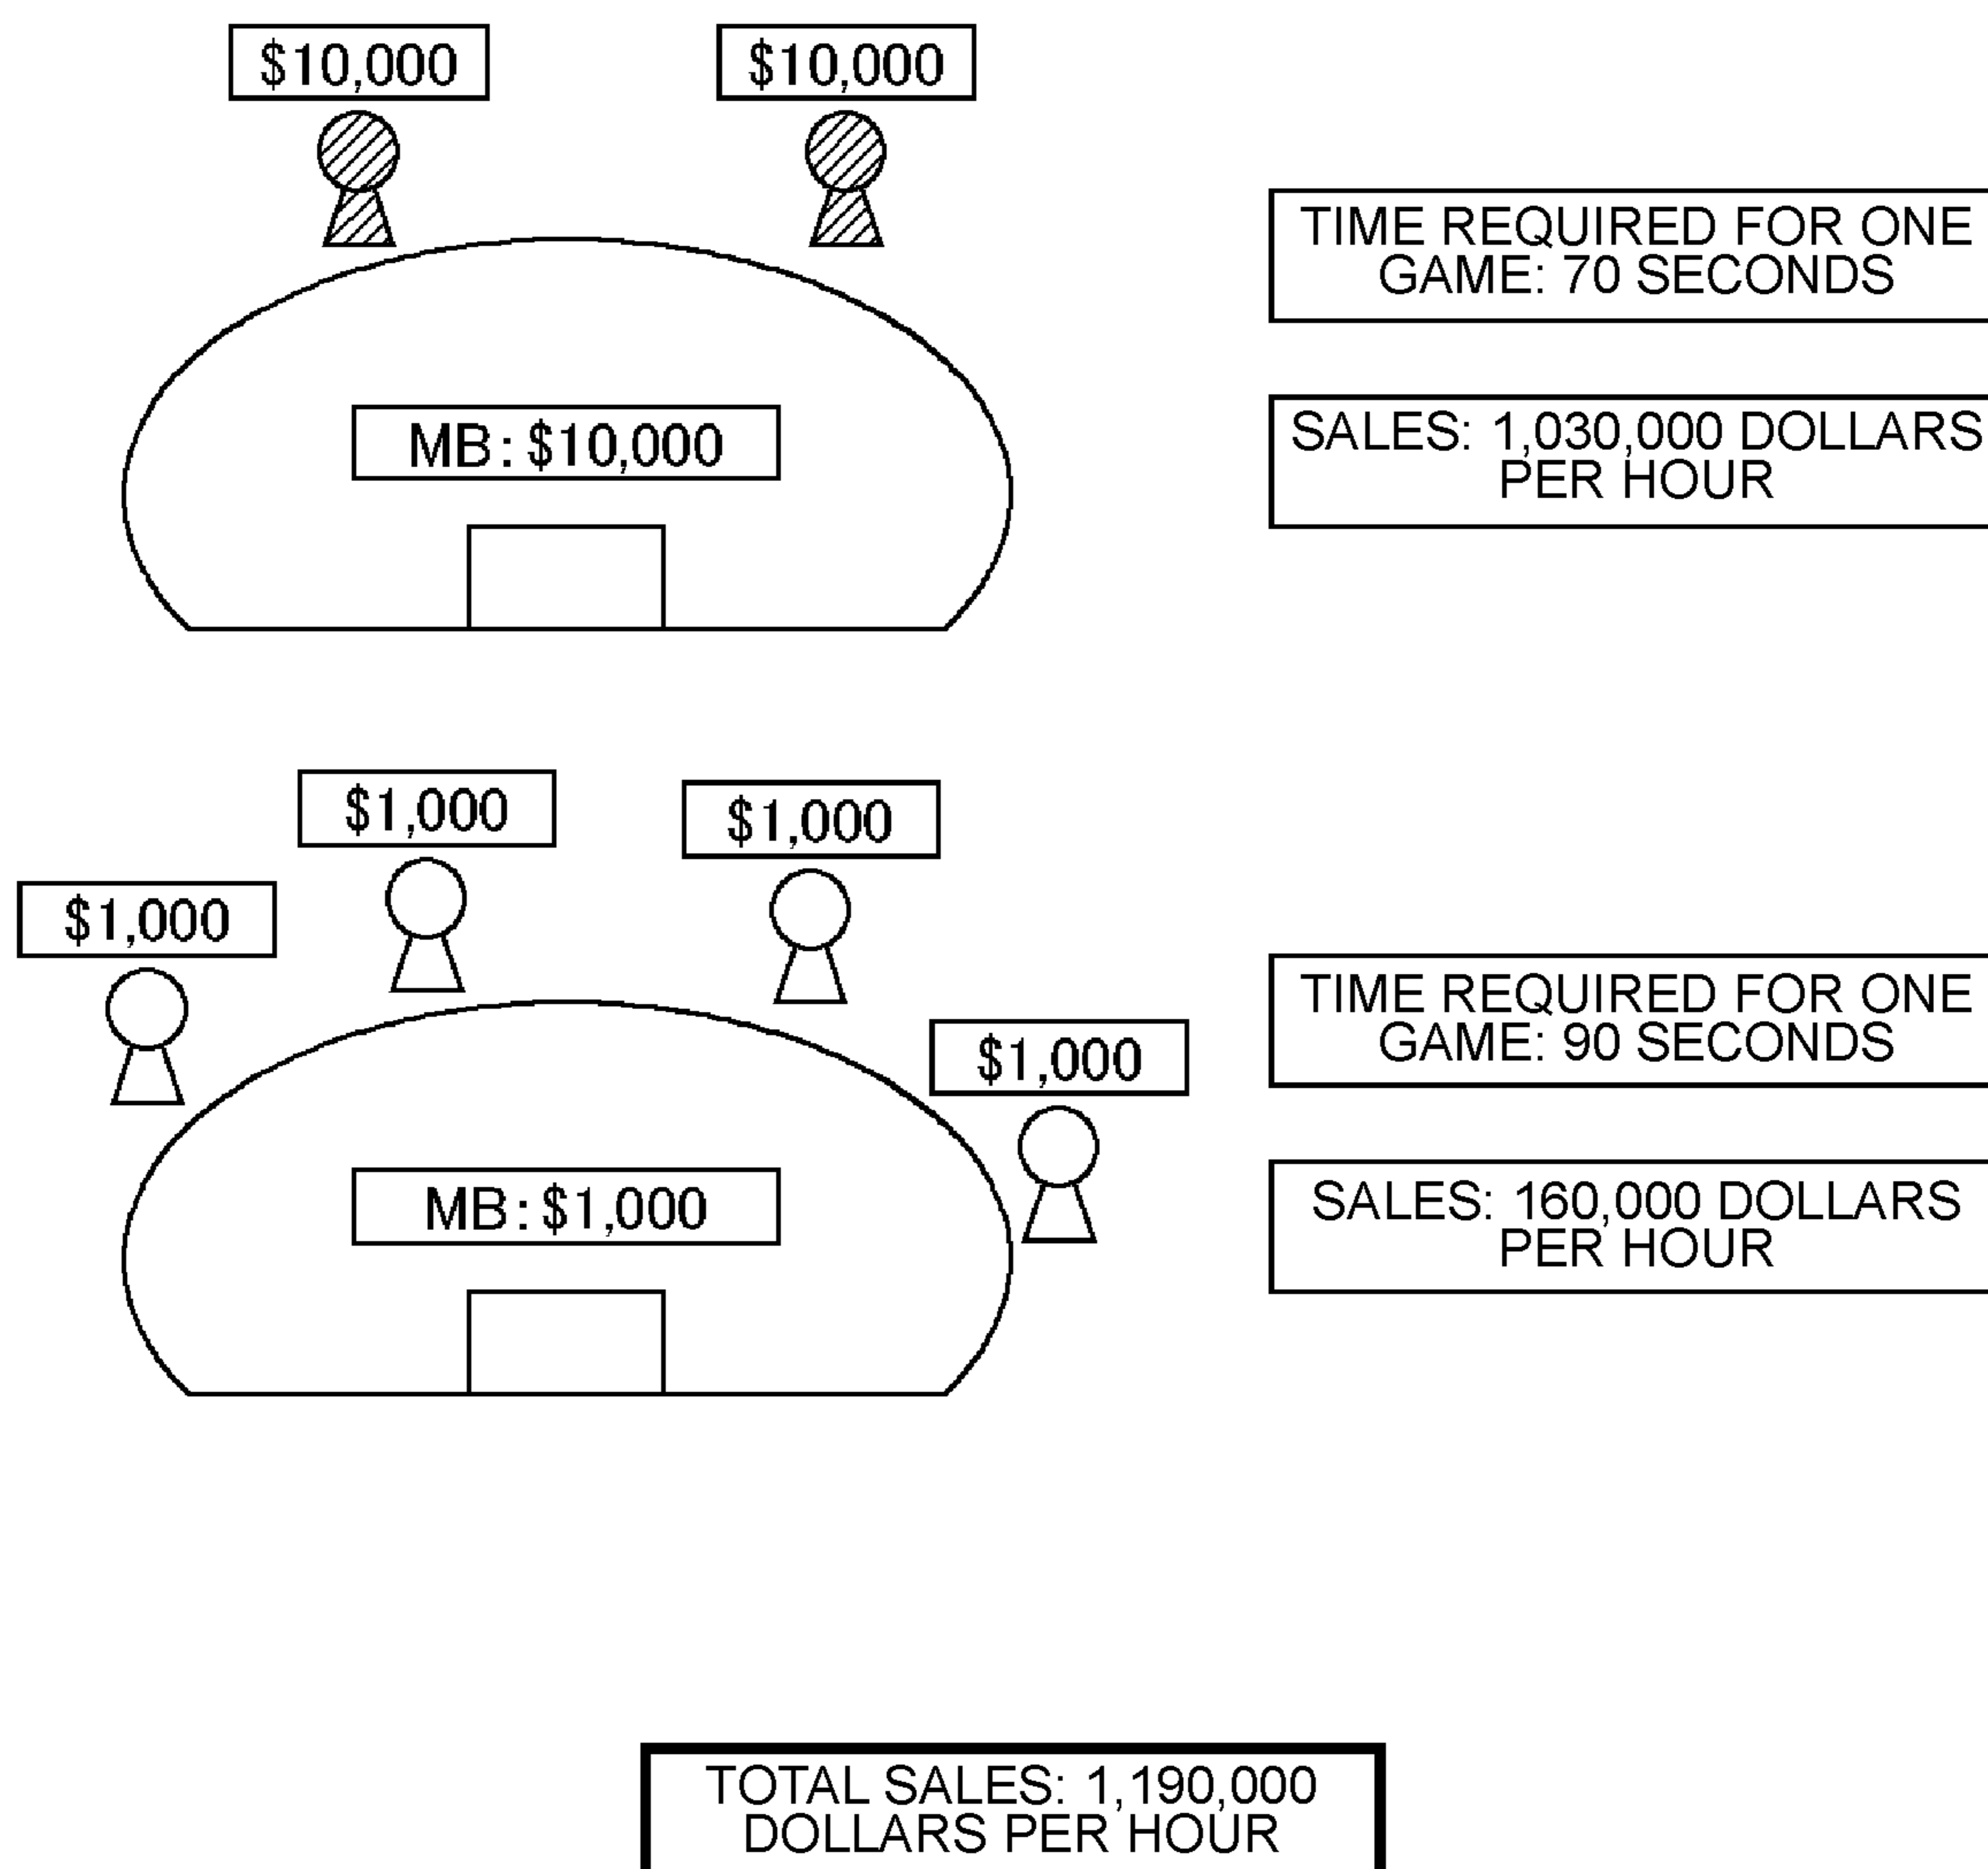 $10,000
$10,000
TIME REQUIRED FOR ONE
GAME: 70 SECONDS
SALES: 1,030,000 DOLLARS
PER HOUR
MB: $10,000
$1,000
$1,000
$1,000
$1,000
TIME REQUIRED FOR ONE
GAME: 90 SECONDS
SALES: 160,000 DOLLARS
PER HOUR
MB: $1,000
TOTAL SALES: 1,190,000
DOLLARS PER HOUR